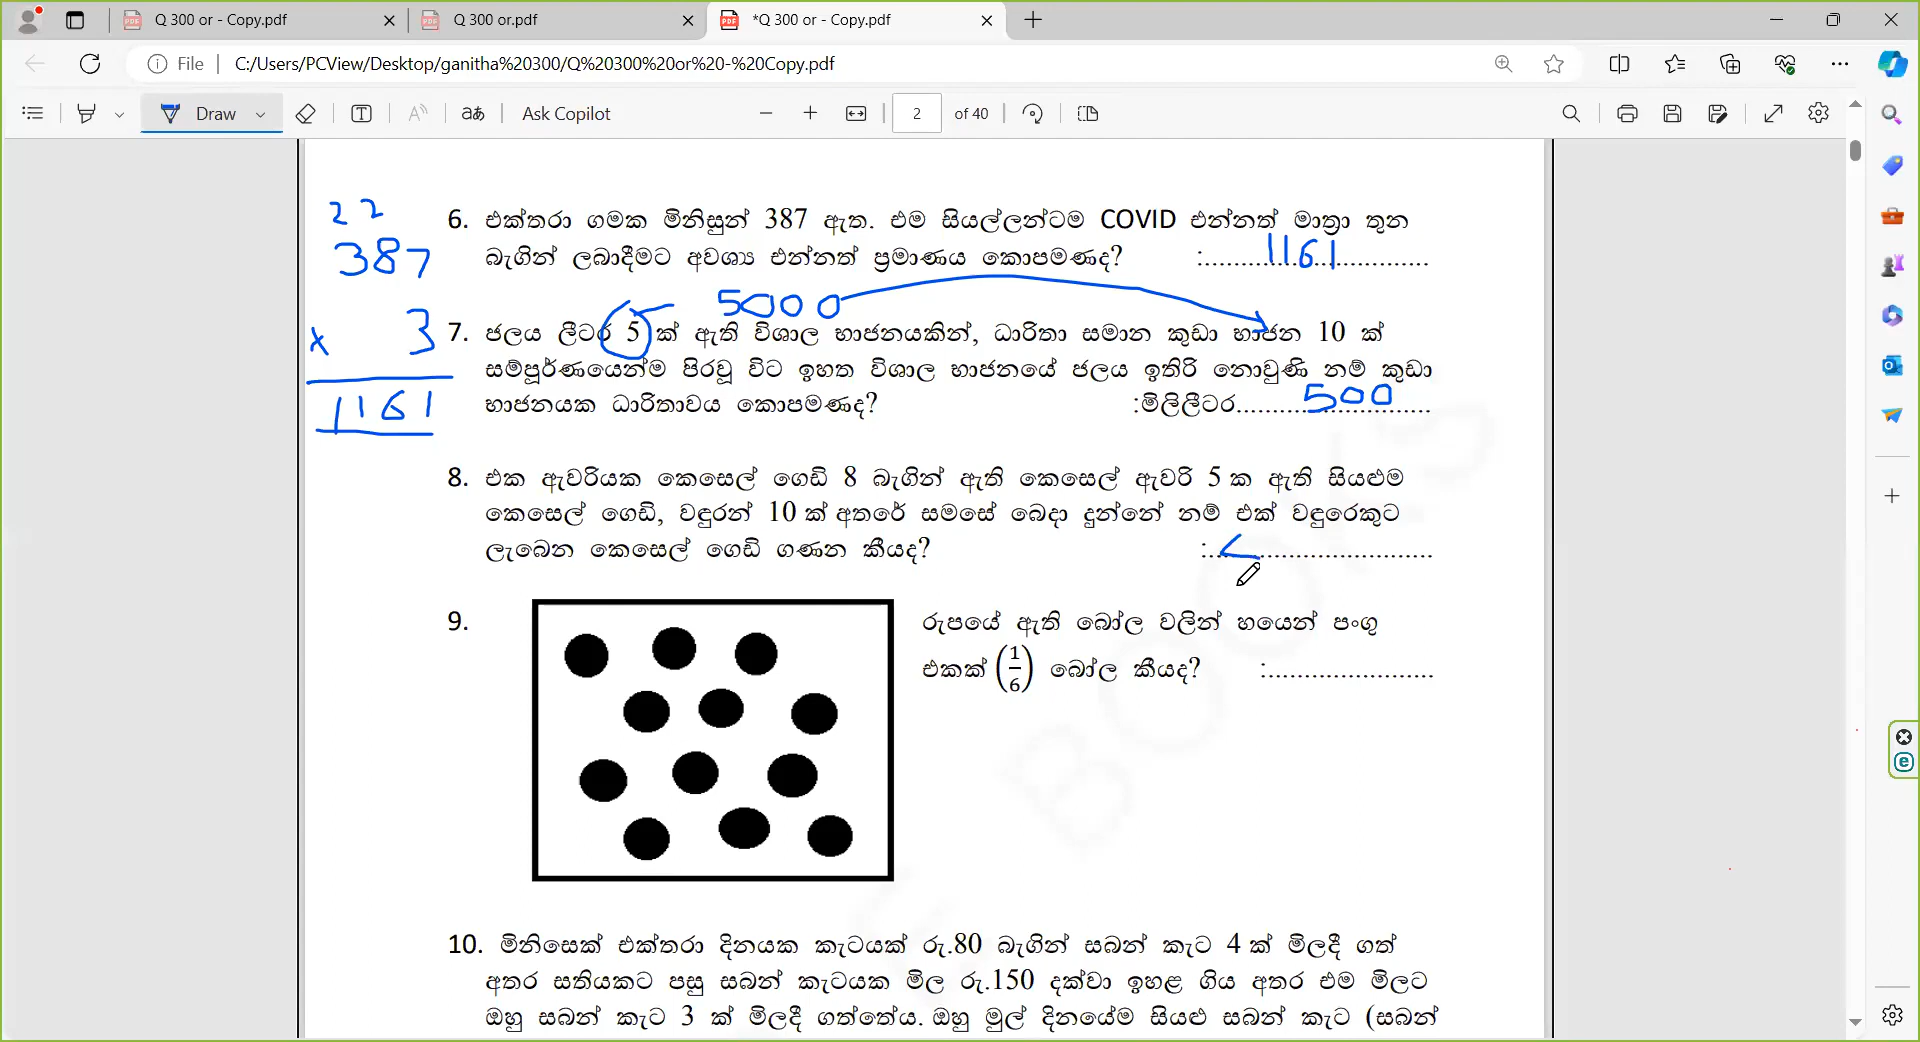 Q 300 or - Copy.pdf
Q 300 or.pdf
*Q 300 or - Copy.pdf
File
C:/Users/PCView/Desktop/ganitha%20300/Q%20300%20or%20-%20Copy.pdf
Draw
Ask Copilot
2 of 40
2 2
387
× 3
1161
6. එක්තරා ගමක මිනිසුන් 387 ඇත. එම සියල්ලන්ටම COVID එන්නත් මාත්‍රා තුන
බැගින් ලබාදීමට අවශ්‍ය එන්නත් ප්‍රමාණය කොපමණද? :..............................
1161
5000
7. ජලය ලීටර 5 ක් ඇති විශාල භාජනයකින්, ධාරිතා සමාන කුඩා භාජන 10 ක්
සම්පූර්ණයෙන්ම පිරවූ විට ඉහත විශාල භාජනයේ ජලය ඉතිරි නොවුණි නම් කුඩා
භාජනයක ධාරිතාවය කොපමණද? :මිලිලීටර..........................
500
8. එක ඇවරියක කෙසෙල් ගෙඩි 8 බැගින් ඇති කෙසෙල් ඇවරි 5 ක ඇති සියළුම
කෙසෙල් ගෙඩි, වඳුරන් 10 ක් අතරේ සමසේ බෙදා දුන්නේ නම් එක් වඳුරෙකුට
ලැබෙන කෙසෙල් ගෙඩි ගණන කීයද? :..............................
9. රූපයේ ඇති බෝල වලින් හයෙන් පංගු
එකක් (1/6) බෝල කීයද? :......................
10. මිනිසෙක් එක්තරා දිනයක කැටයක් රු.80 බැගින් සබන් කැට 4 ක් මිලදී ගත්
අතර සතියකට පසු සබන් කැටයක මිල රු.150 දක්වා ඉහළ ගිය අතර එම මිලට
ඔහු සබන් කැට 3 ක් මිලදී ගත්තේය. ඔහු මුල් දිනයේම සියළු සබන් කැට (සබන්